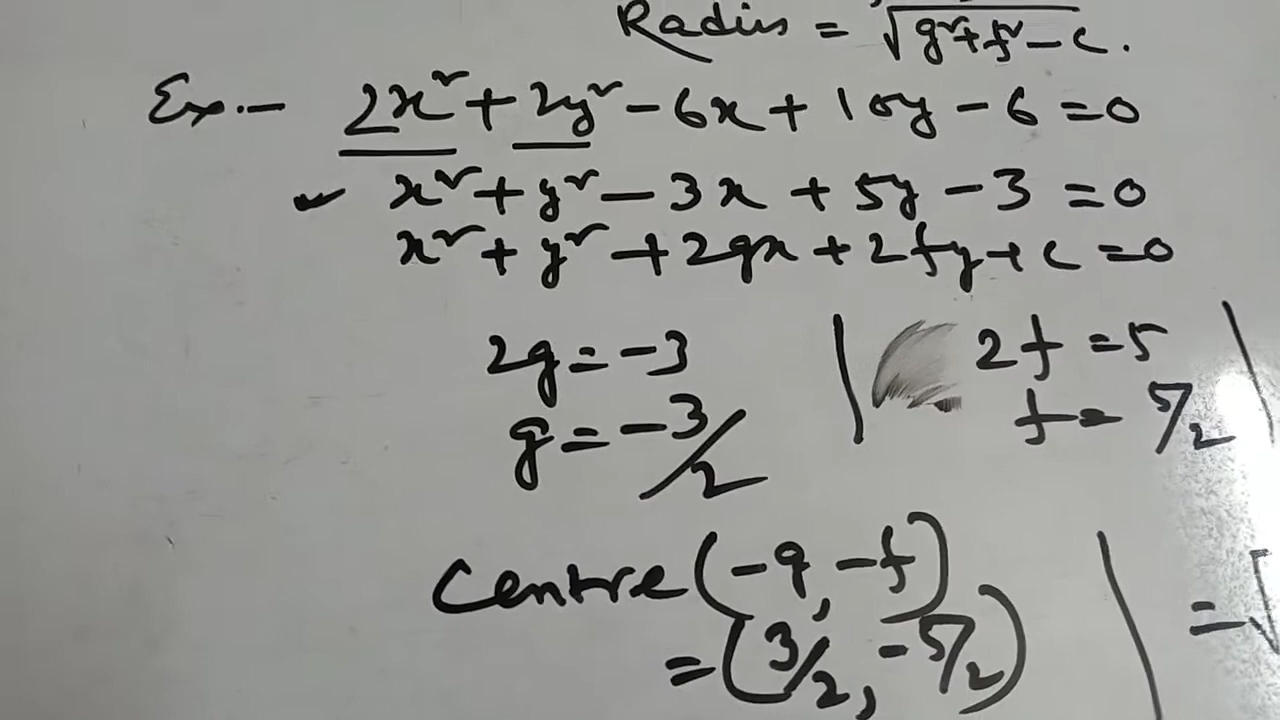 Radius = √g²+f²-c.
Ex:- 2x²+2y²-6x+10y-6=0
x²+y²-3x+5y-3=0
x²+y²+2gx+2fy+c=0
2g=-3 | 2f=5 |
g=-3/2 f=5/2
Centre (-g, -f) |
=(3/2, -5/2) =√